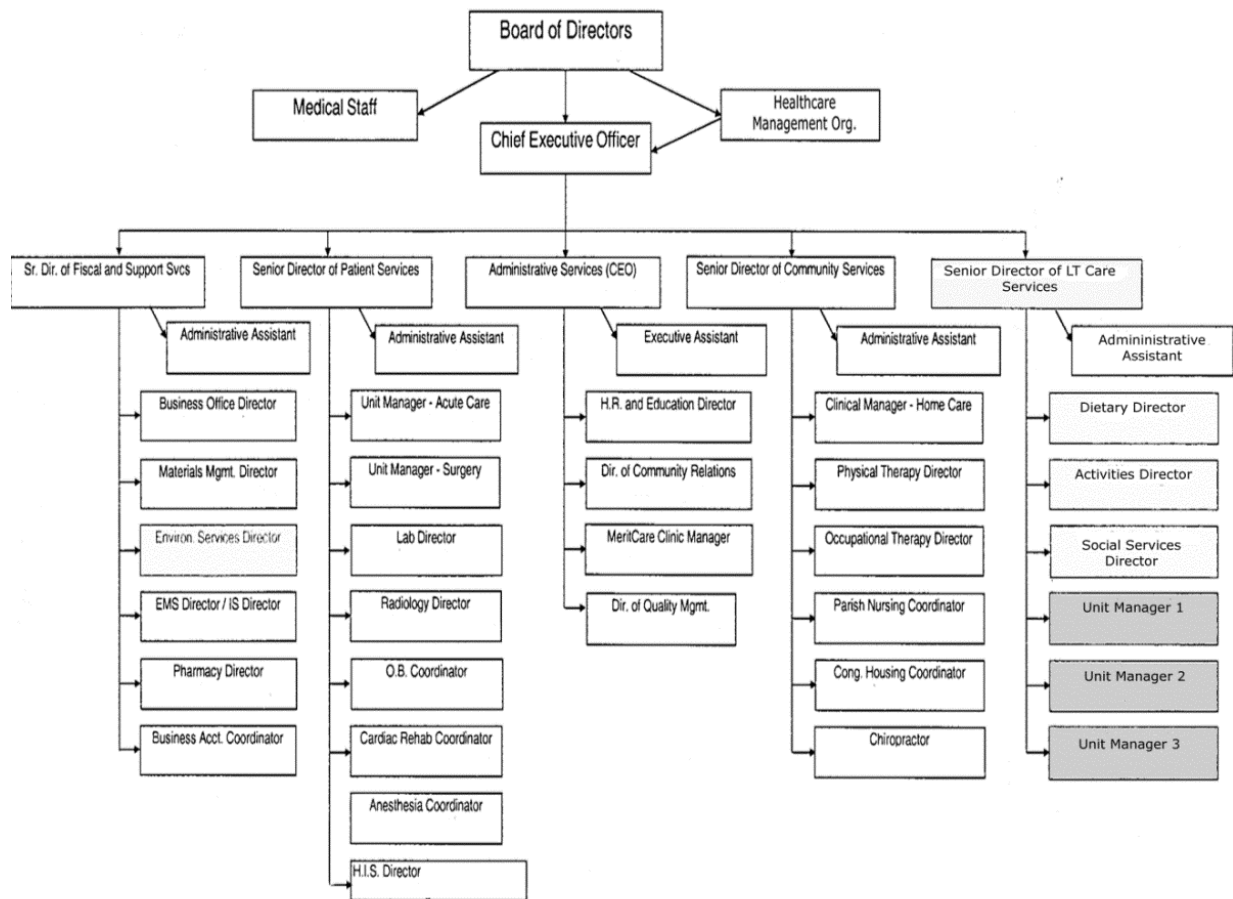 Board of Directors
Medical Staff
Healthcare
Management Org.
Chief Executive Officer
Sr. Dir. of Fiscal and Support Svcs
Senior Director of Patient Services
Administrative Services (CEO)
Senior Director of Community Services
Senior Director of LT Care
Services
Administrative Assistant
Administrative Assistant
Executive Assistant
Administrative Assistant
Admininistrative
Assistant
Business Office Director
Unit Manager - Acute Care
H.R. and Education Director
Clinical Manager - Home Care
Dietary Director
Materials Mgmt. Director
Unit Manager - Surgery
Dir. of Community Relations
Physical Therapy Director
Activities Director
Environ. Services Director
Lab Director
MeritCare Clinic Manager
Occupational Therapy Director
Social Services
Director
EMS Director / IS Director
Radiology Director
Dir. of Quality Mgmt.
Parish Nursing Coordinator
Unit Manager 1
Pharmacy Director
O.B. Coordinator
Cong. Housing Coordinator
Unit Manager 2
Business Acct. Coordinator
Cardiac Rehab Coordinator
Chiropractor
Unit Manager 3
Anesthesia Coordinator
H.I.S. Director